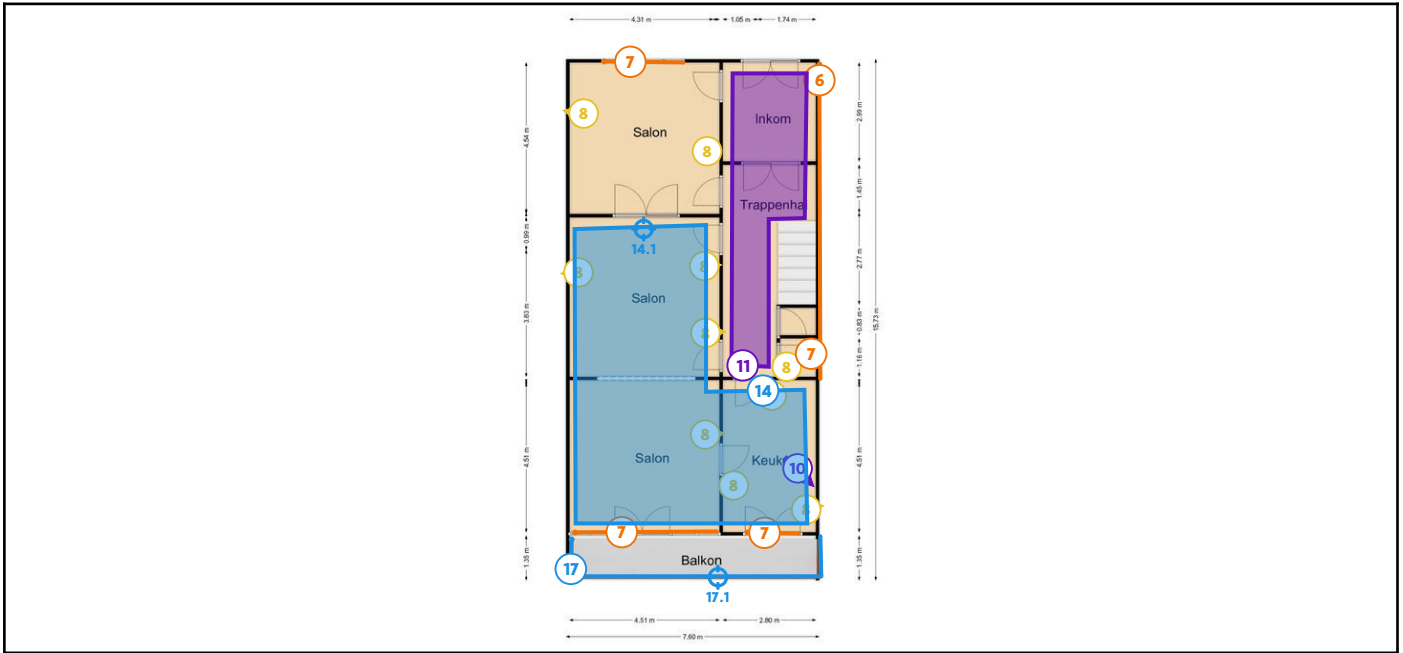 4.31 m 1.05 m 1.74 m
7
6
8
Inkom
Salon
8
4.54 m
2.99 m
1.45 m
Trappenha
0.99 m
14.1
8
8
Salon
2.77 m
3.83 m
15.73 m
0.83 m
8
7
1.16 m
11
8
14
8
Salon
Keuk
10
4.51 m
4.51 m
8
8
7
7
Balkon
1.35 m
1.35 m
17
17.1
4.51 m 2.80 m
7.60 m